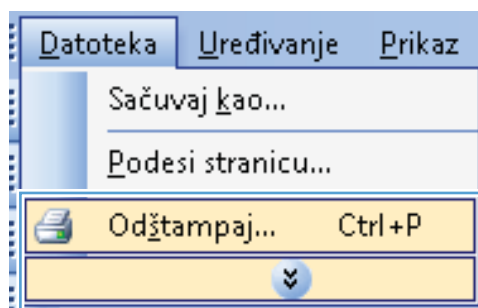 Datoteka Uređivanje Prikaz
Sačuvaj kao...
Podesi stranicu...
Odštampaj... Ctrl+P